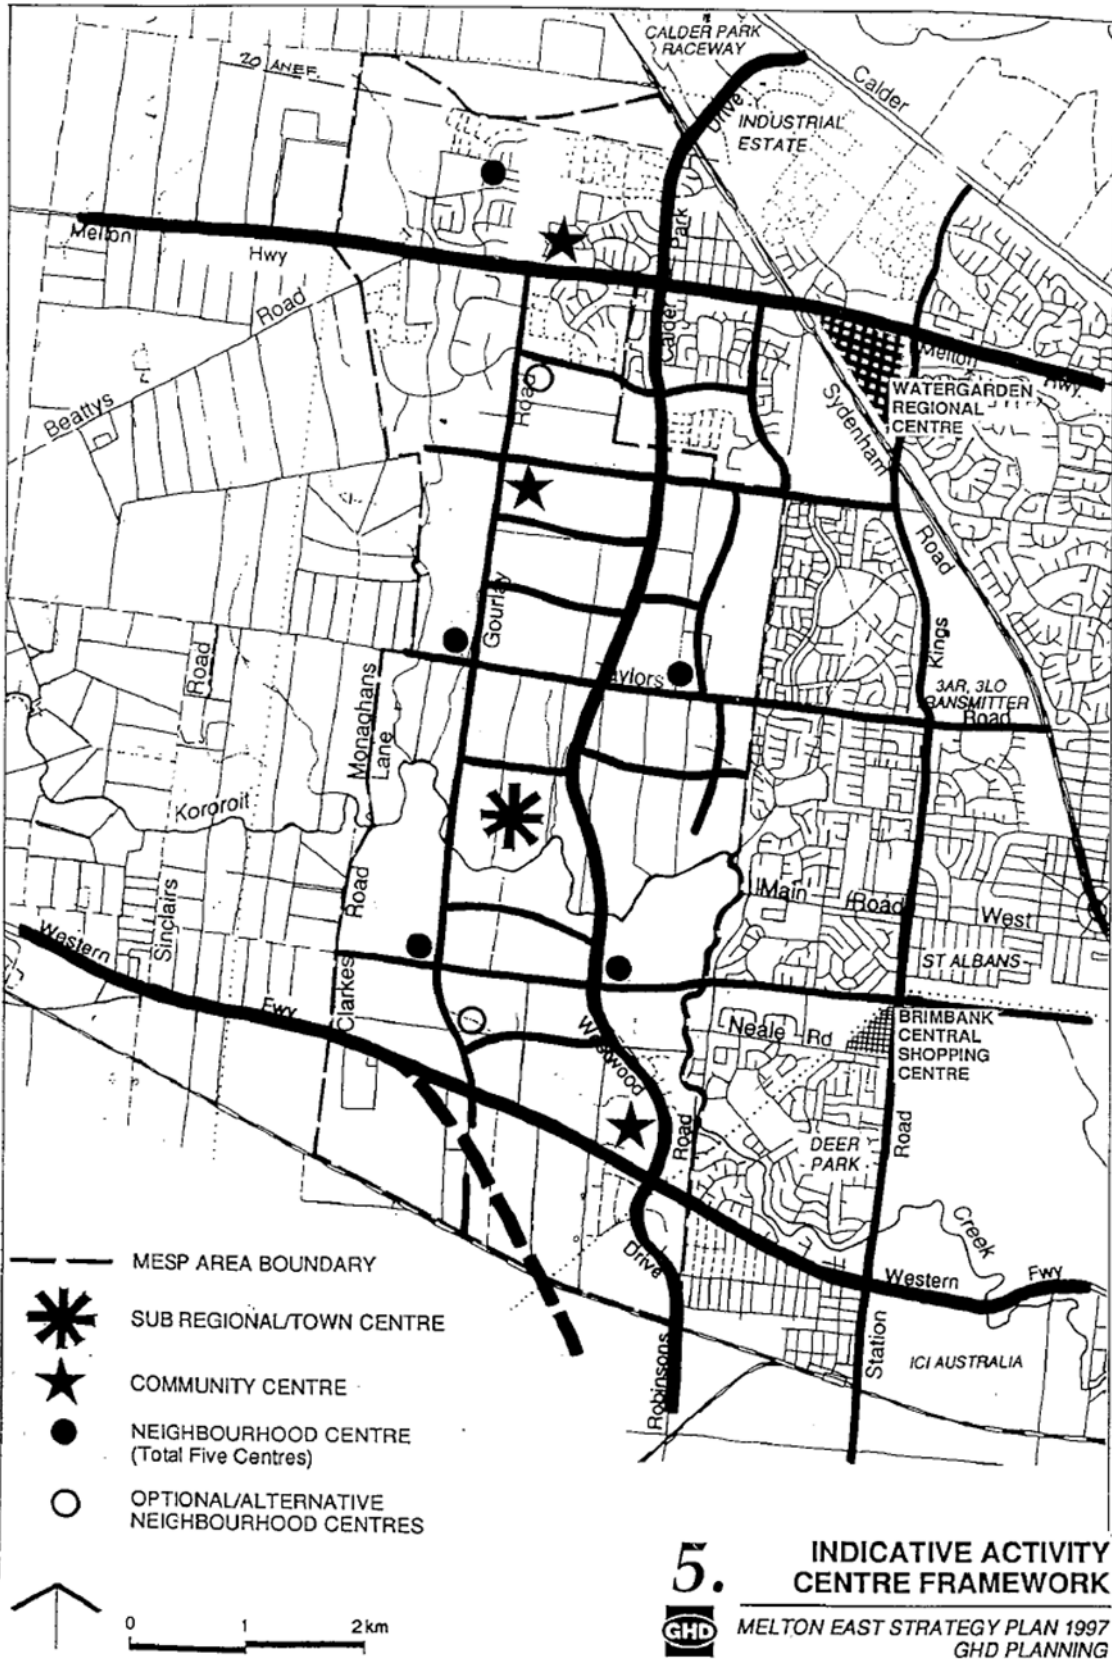 CALDER PARK
RACEWAY
20 ANEF.
Calder
Drive
INDUSTRIAL
ESTATE
Park
Melton
Hwy
Road
Calder
Melton
Hwy
WATERGARDEN
REGIONAL
CENTRE
Road
Beattys
Sydenham
Road
Gourlay
Kings
Road
Taylors
3AR, 3LO
TRANSMITTER
Road
Monaghans
Lane
Kororoit
Main Road West
Sinclairs
Road
Western
ST ALBANS
Clarkes
Fwy
BRIMBANK
CENTRAL
SHOPPING
CENTRE
Neale Rd
Westwood
Road
DEER
PARK
Road
Creek
Drive
Western Fwy
Robinsons
Station
ICI AUSTRALIA
MESP AREA BOUNDARY
SUB REGIONAL/TOWN CENTRE
COMMUNITY CENTRE
NEIGHBOURHOOD CENTRE
(Total Five Centres)
OPTIONAL/ALTERNATIVE
NEIGHBOURHOOD CENTRES
0 1 2 km
5.
INDICATIVE ACTIVITY
CENTRE FRAMEWORK
GHD
MELTON EAST STRATEGY PLAN 1997
GHD PLANNING